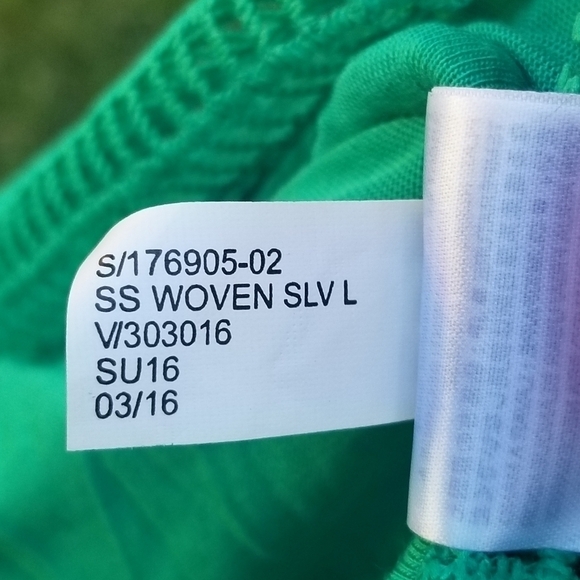 S/176905-02
SS WOVEN SLV L
V/303016
SU16
03/16